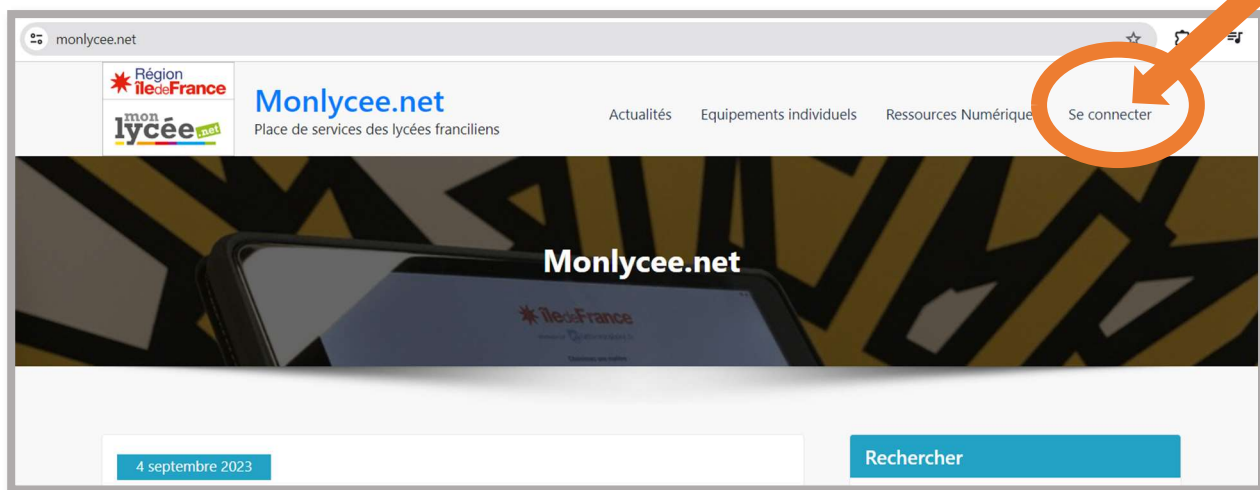 monlycee.net
Région
îledeFrance
mon
lycée.net
Monlycee.net
Place de services des lycées franciliens
Actualités Equipements individuels Ressources Numérique Se connecter
Monlycee.net
îledeFrance
4 septembre 2023
Rechercher